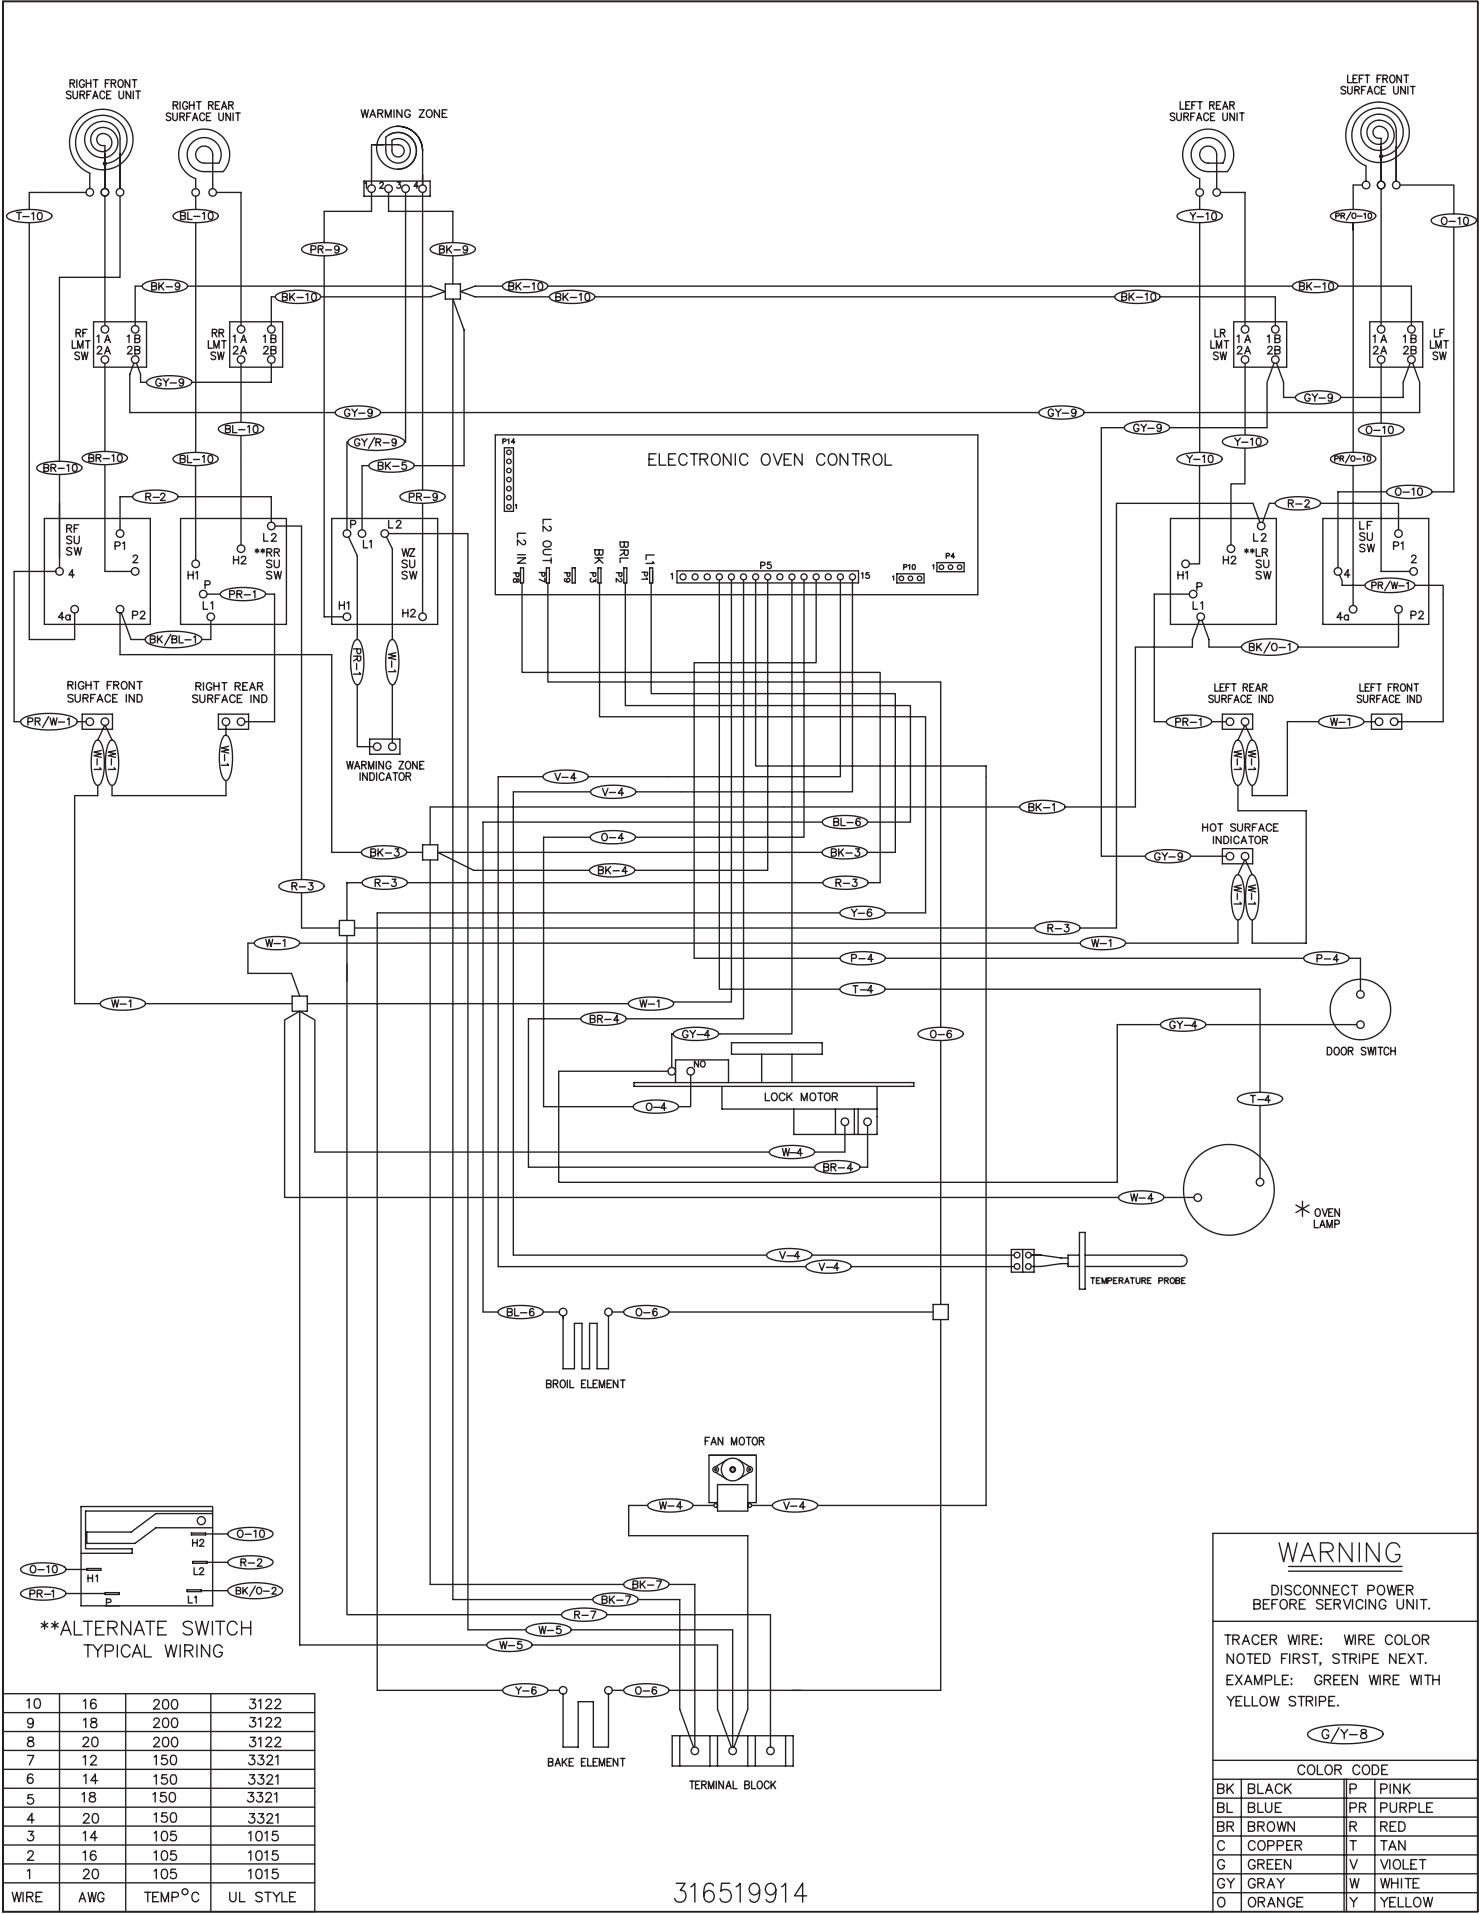 RIGHT FRONT
SURFACE UNIT
RIGHT REAR
SURFACE UNIT
WARMING ZONE
LEFT REAR
SURFACE UNIT
LEFT FRONT
SURFACE UNIT
1 2 3 4
T-10
BL-10
PR-9
BK-9
Y-10
PR/O-10
O-10
BK-9
BK-10
BK-10
BK-10
BK-10
BK-10
RF
LMT
SW
1A 1B
2A 2B
RR
LMT
SW
1A 1B
2A 2B
LR
LMT
SW
1A 1B
2A 2B
1A 1B
2A 2B
LF
LMT
SW
GY-9
GY-9
GY-9
GY-9
GY-9
BR-10
BR-10
BL-10
BL-10
GY/R-9
BK-5
PR-9
Y-10
Y-10
PR/O-10
O-10
O-10
R-2
R-2
P14
1
ELECTRONIC OVEN CONTROL
L2 IN
P8
L2 OUT
P7
P9
BK
P3
BRL
P2
L1
P1
P5
1
15
P10
1
P4
1
RF
SU
SW
P1
4
2
4a
P2
L2
**RR
SU
SW
H1
H2
P
L1
PR-1
BK/BL-1
P
L1
L2
WZ
SU
SW
H1
H2
PR-1
W-1
L2
**LR
SU
SW
H1
H2
P
L1
LF
SU
SW
P1
4
2
PR/W-1
4a
P2
BK/O-1
RIGHT FRONT
SURFACE IND
RIGHT REAR
SURFACE IND
PR/W-1
W-1
W-1
W-1
WARMING ZONE
INDICATOR
LEFT REAR
SURFACE IND
LEFT FRONT
SURFACE IND
PR-1
W-1
W-1
W-1
V-4
V-4
BK-1
BL-6
O-4
HOT SURFACE
INDICATOR
BK-3
BK-3
GY-9
BK-4
R-3
R-3
R-3
W-1
W-1
Y-6
R-3
W-1
W-1
P-4
P-4
T-4
W-1
W-1
BR-4
GY-4
O-6
GY-4
DOOR SWITCH
NO
LOCK MOTOR
O-4
T-4
W-4
BR-4
W-4
OVEN
LAMP
V-4
V-4
TEMPERATURE PROBE
BL-6
O-6
BROIL ELEMENT
FAN MOTOR
W-4
V-4
H2
O-10
L2
R-2
O-10
H1
PR-1
P
L1
BK/O-2
**ALTERNATE SWITCH
TYPICAL WIRING
BK-7
BK-7
R-7
W-5
W-5
Y-6
O-6
BAKE ELEMENT
TERMINAL BLOCK
10 16 200 3122
9 18 200 3122
8 20 200 3122
7 12 150 3321
6 14 150 3321
5 18 150 3321
4 20 150 3321
3 14 105 1015
2 16 105 1015
1 20 105 1015
WIRE AWG TEMP°C UL STYLE
316519914
WARNING
DISCONNECT POWER
BEFORE SERVICING UNIT.
TRACER WIRE: WIRE COLOR
NOTED FIRST, STRIPE NEXT.
EXAMPLE: GREEN WIRE WITH
YELLOW STRIPE.
G/Y-8
COLOR CODE
BK BLACK P PINK
BL BLUE PR PURPLE
BR BROWN R RED
C COPPER T TAN
G GREEN V VIOLET
GY GRAY W WHITE
O ORANGE Y YELLOW